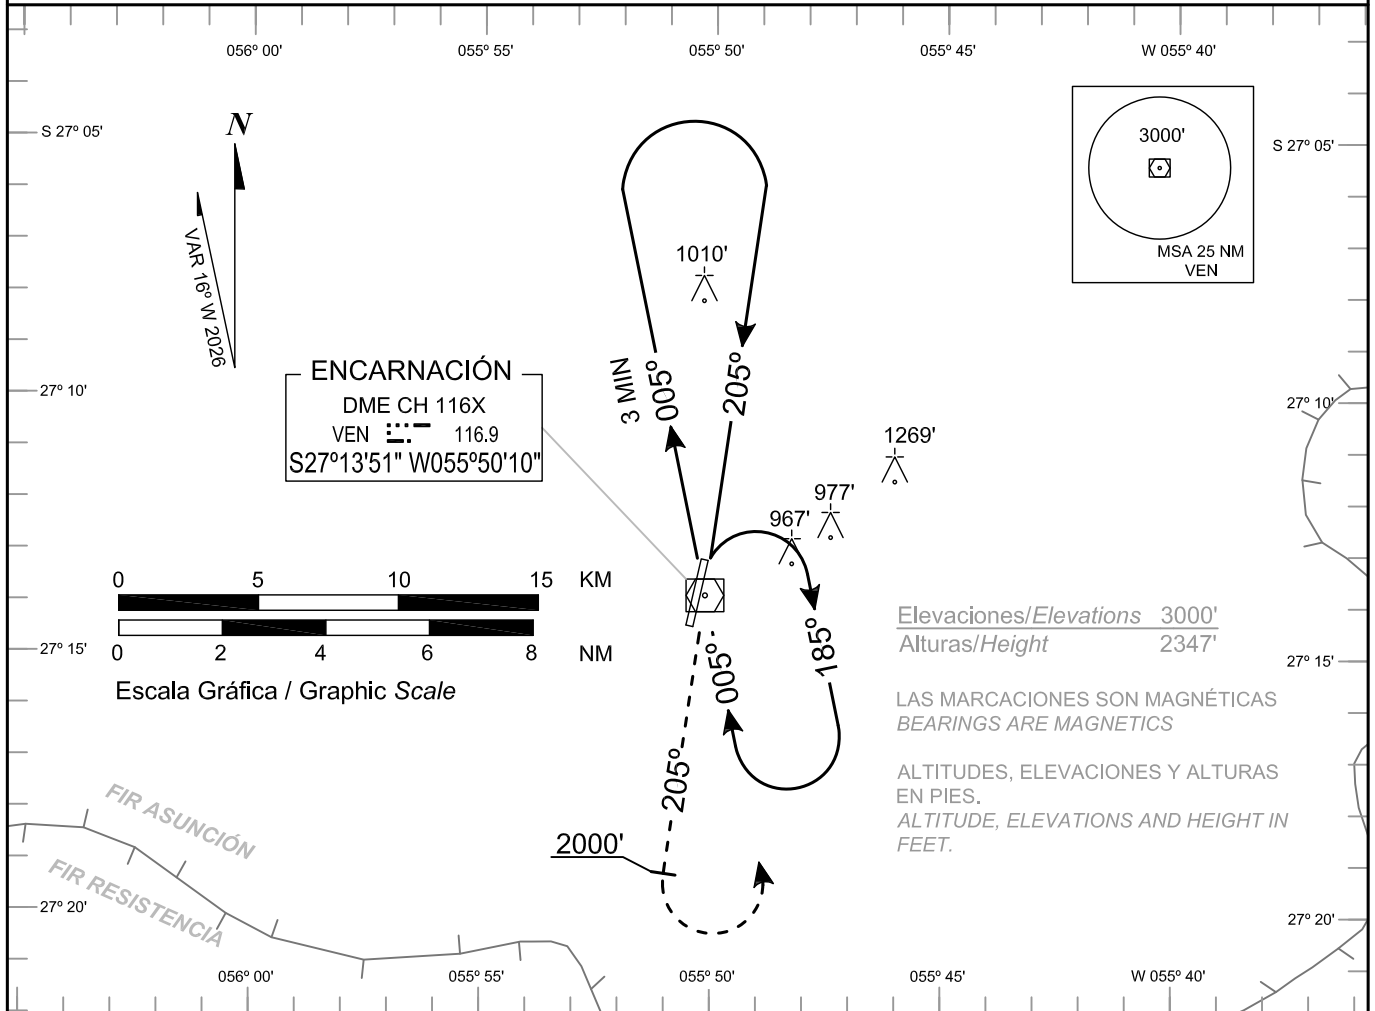 056º 00'
055º 55'
055º 50'
055º 45'
W 055º 40'
S 27º 05'
N
VAR 16º W 2026
3000'
MSA 25 NM
VEN
S 27º 05'
1010'
ENCARNACIÓN
DME CH 116X
VEN 116.9
S27º13'51" W055º50'10"
27º 10'
3 MIN
005º
205º
27º 10'
1269'
977'
967'
0 5 10 15 KM
0 2 4 6 8 NM
Escala Gráfica / Graphic Scale
27º 15'
005º
185º
205º
2000'
Elevaciones/Elevations 3000'
Alturas/Height 2347'
27º 15'
LAS MARCACIONES SON MAGNÉTICAS
BEARINGS ARE MAGNETICS
ALTITUDES, ELEVACIONES Y ALTURAS
EN PIES.
ALTITUDE, ELEVATIONS AND HEIGHT IN
FEET.
FIR ASUNCIÓN
FIR RESISTENCIA
27º 20'
27º 20'
056º 00'
055º 55'
055º 50'
055º 45'
W 055º 40'